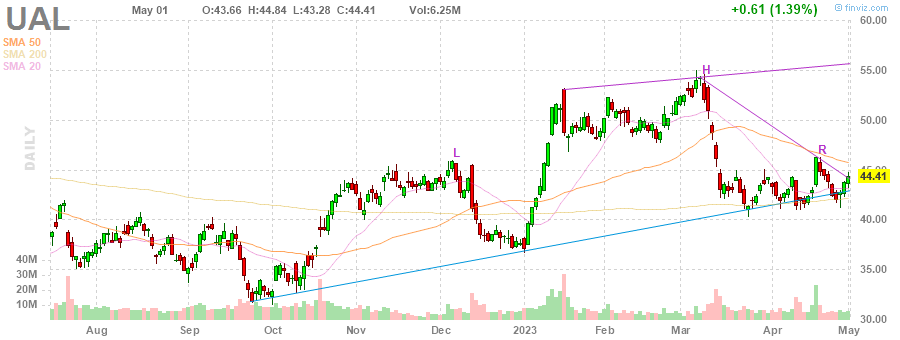 UAL May 01 O:43.66 H:44.84 L:43.28 C:44.41 Vol:6.25M +0.61 (1.39%) © finviz.com
SMA 50
SMA 200
SMA 20
60.00
55.00
50.00
45.00
44.41
40.00
35.00
30.00
DAILY
40M
30M
20M
10M
L
H
R
Aug Sep Oct Nov Dec 2023 Feb Mar Apr May